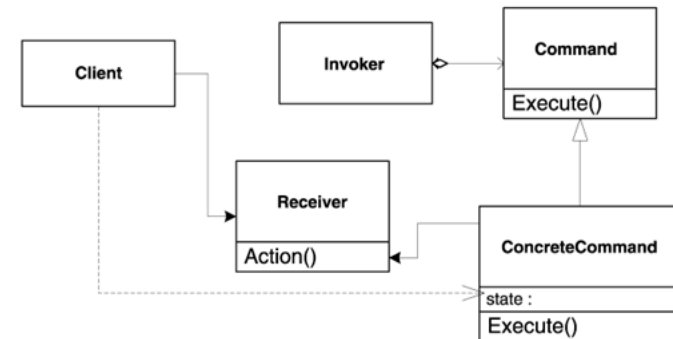 Client
Invoker
Command
Execute()
Receiver
Action()
ConcreteCommand
state :
Execute()